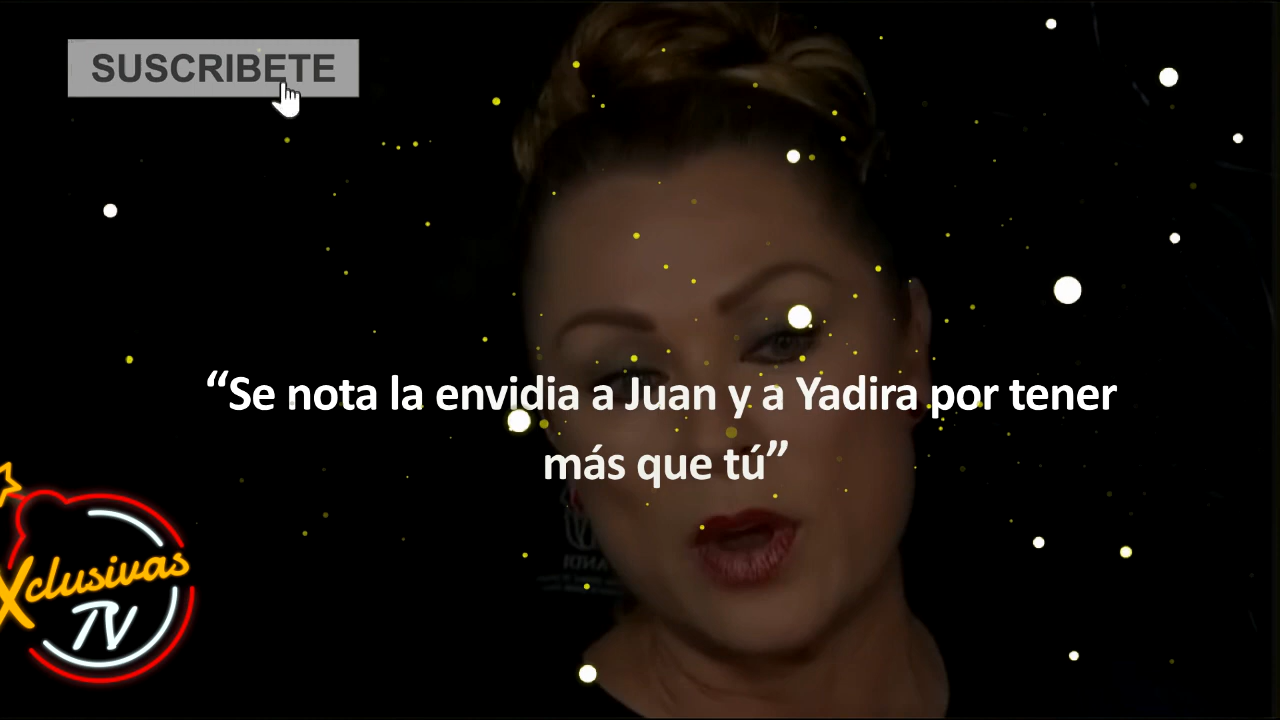 SUSCRIBETE
“Se nota la envidia a Juan y a Yadira por tener
más que tú”
Xclusivas
TV